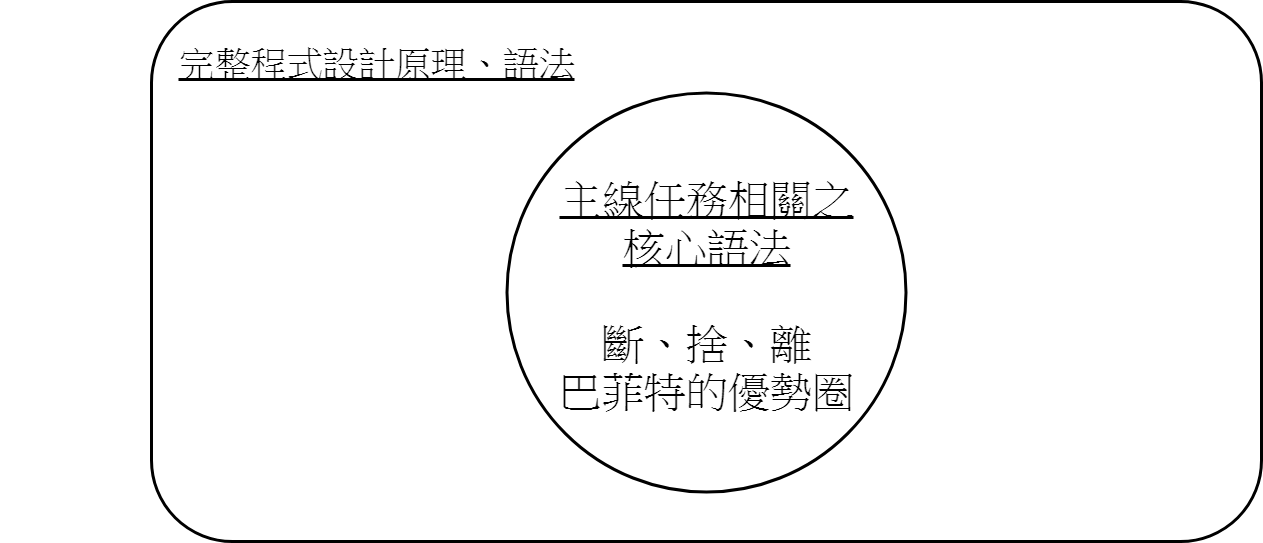 完整程式設計原理、語法
主線任務相關之
核心語法
斷、捨、離
巴菲特的優勢圈